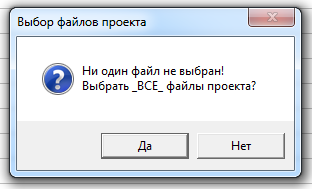 Выбор файлов проекта
Ни один файл не выбран!
Выбрать _ВСЕ_ файлы проекта?
Да
Нет